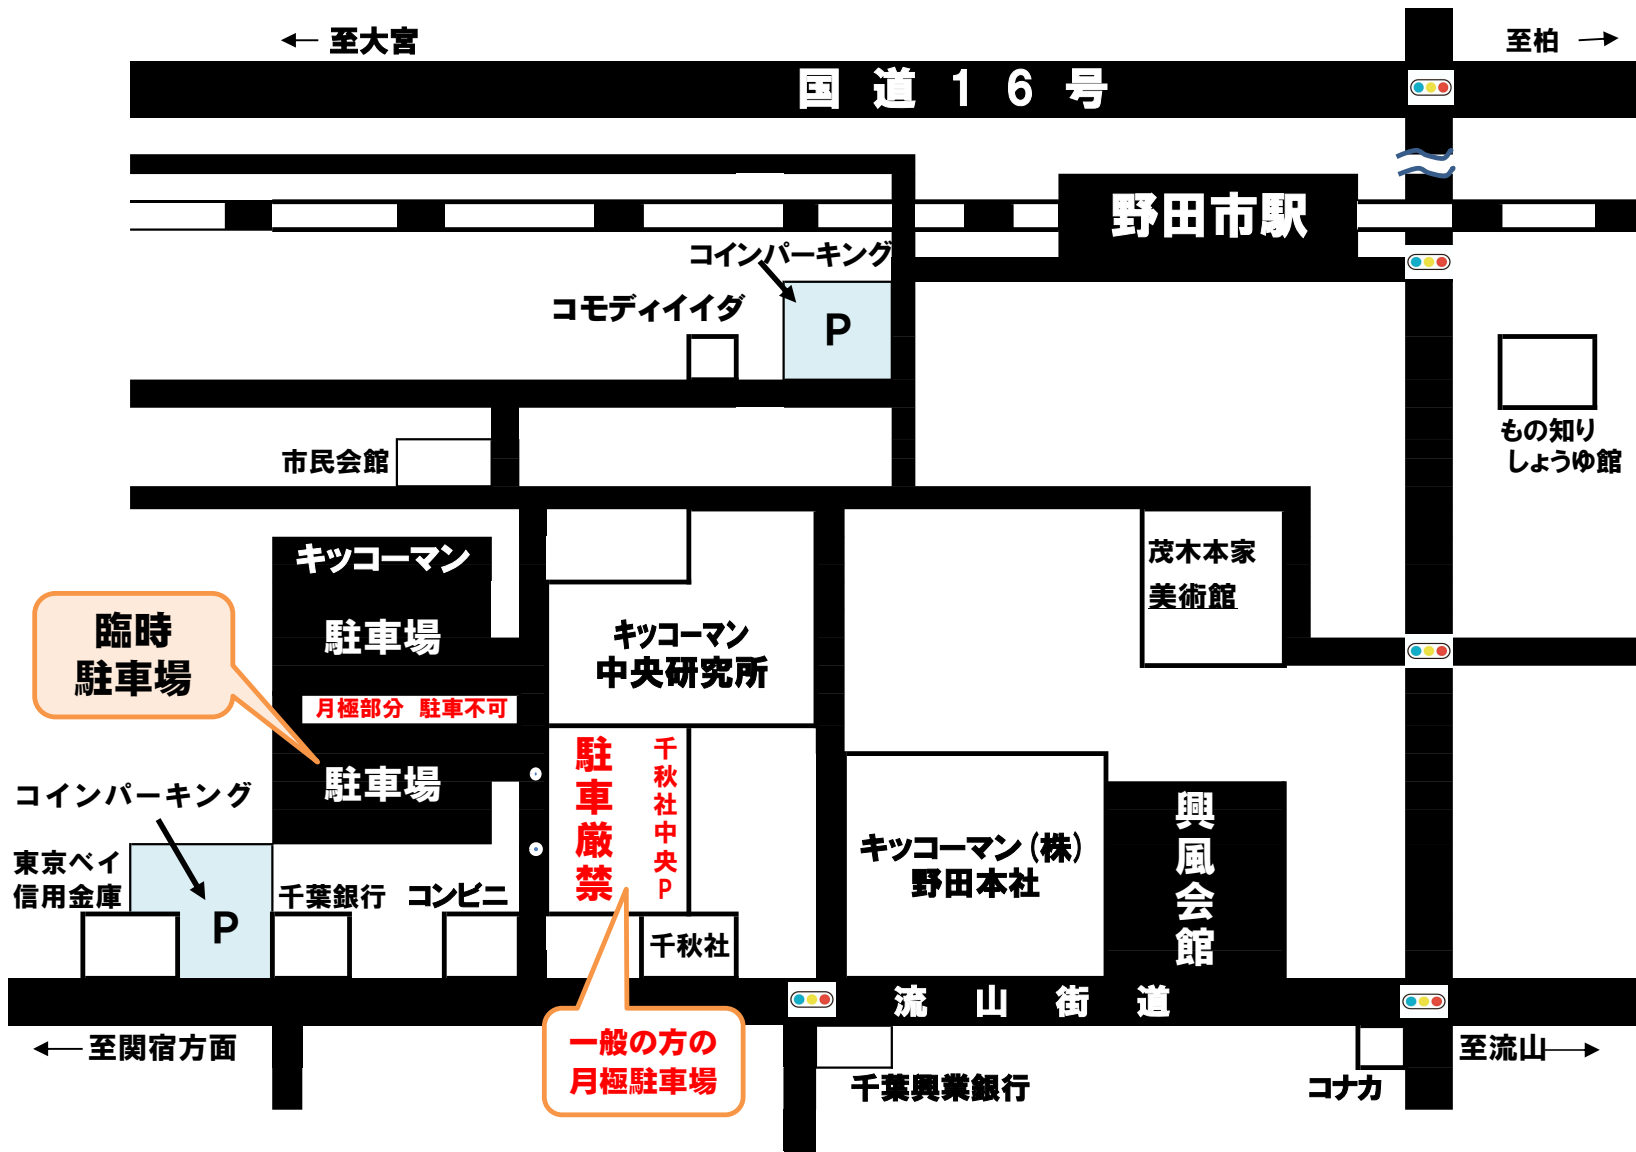 至大宮
至柏
国道１６号
野田市駅
コインパーキング
コモディイイダ
P
もの知り
しょうゆ館
市民会館
キッコーマン
駐車場
茂木本家
美術館
臨時
駐車場
キッコーマン
中央研究所
月極部分 駐車不可
駐車場
駐車厳禁
千秋社中央P
コインパーキング
東京ベイ
信用金庫
P
千葉銀行
コンビニ
千秋社
キッコーマン(株)
野田本社
興風会館
流山街道
至関宿方面
一般の方の
月極駐車場
千葉興業銀行
コナカ
至流山